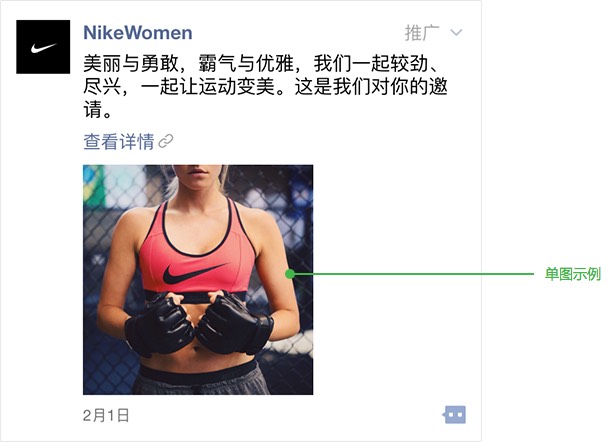 NikeWomen
推广
美丽与勇敢，霸气与优雅，我们一起较劲、
尽兴，一起让运动变美。这是我们对你的邀
请。
查看详情
单图示例
2月1日